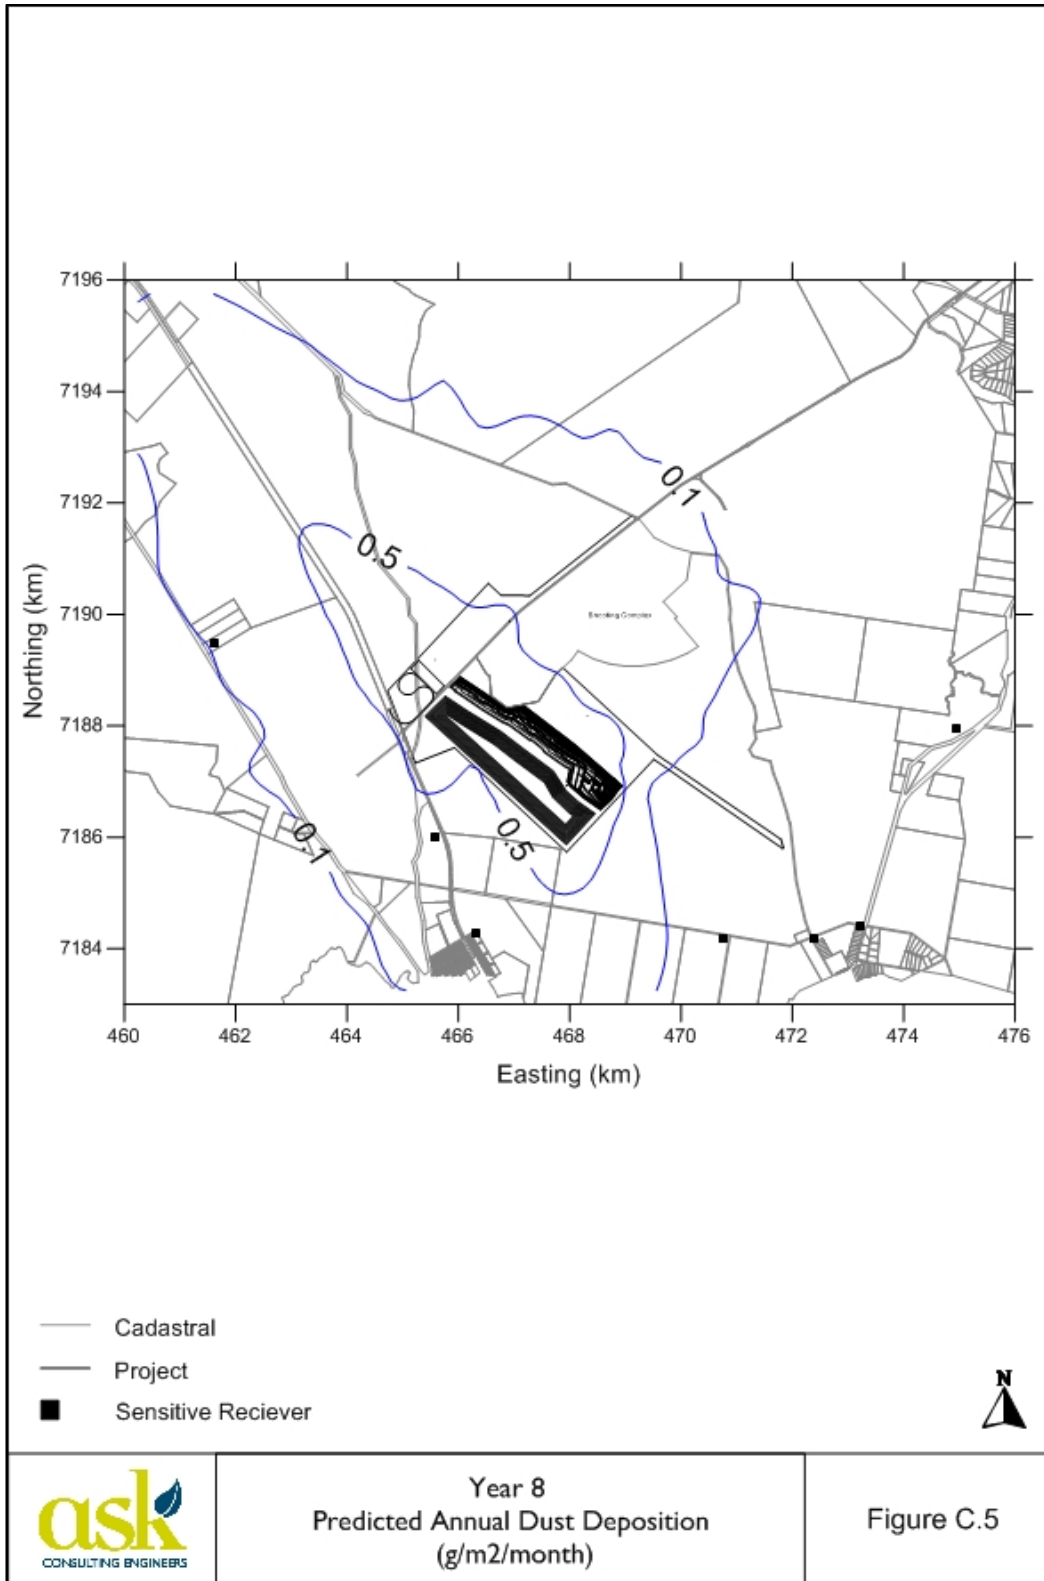 7196
7194
7192
7190
7188
7186
7184
Northing (km)
0.1
0.5
Shooting Complex
0.5
0.1
460
462
464
466
468
470
472
474
476
Easting (km)
Cadastral
Project
Sensitive Reciever
N
ask
CONSULTING ENGINEERS
Year 8
Predicted Annual Dust Deposition
(g/m2/month)
Figure C.5